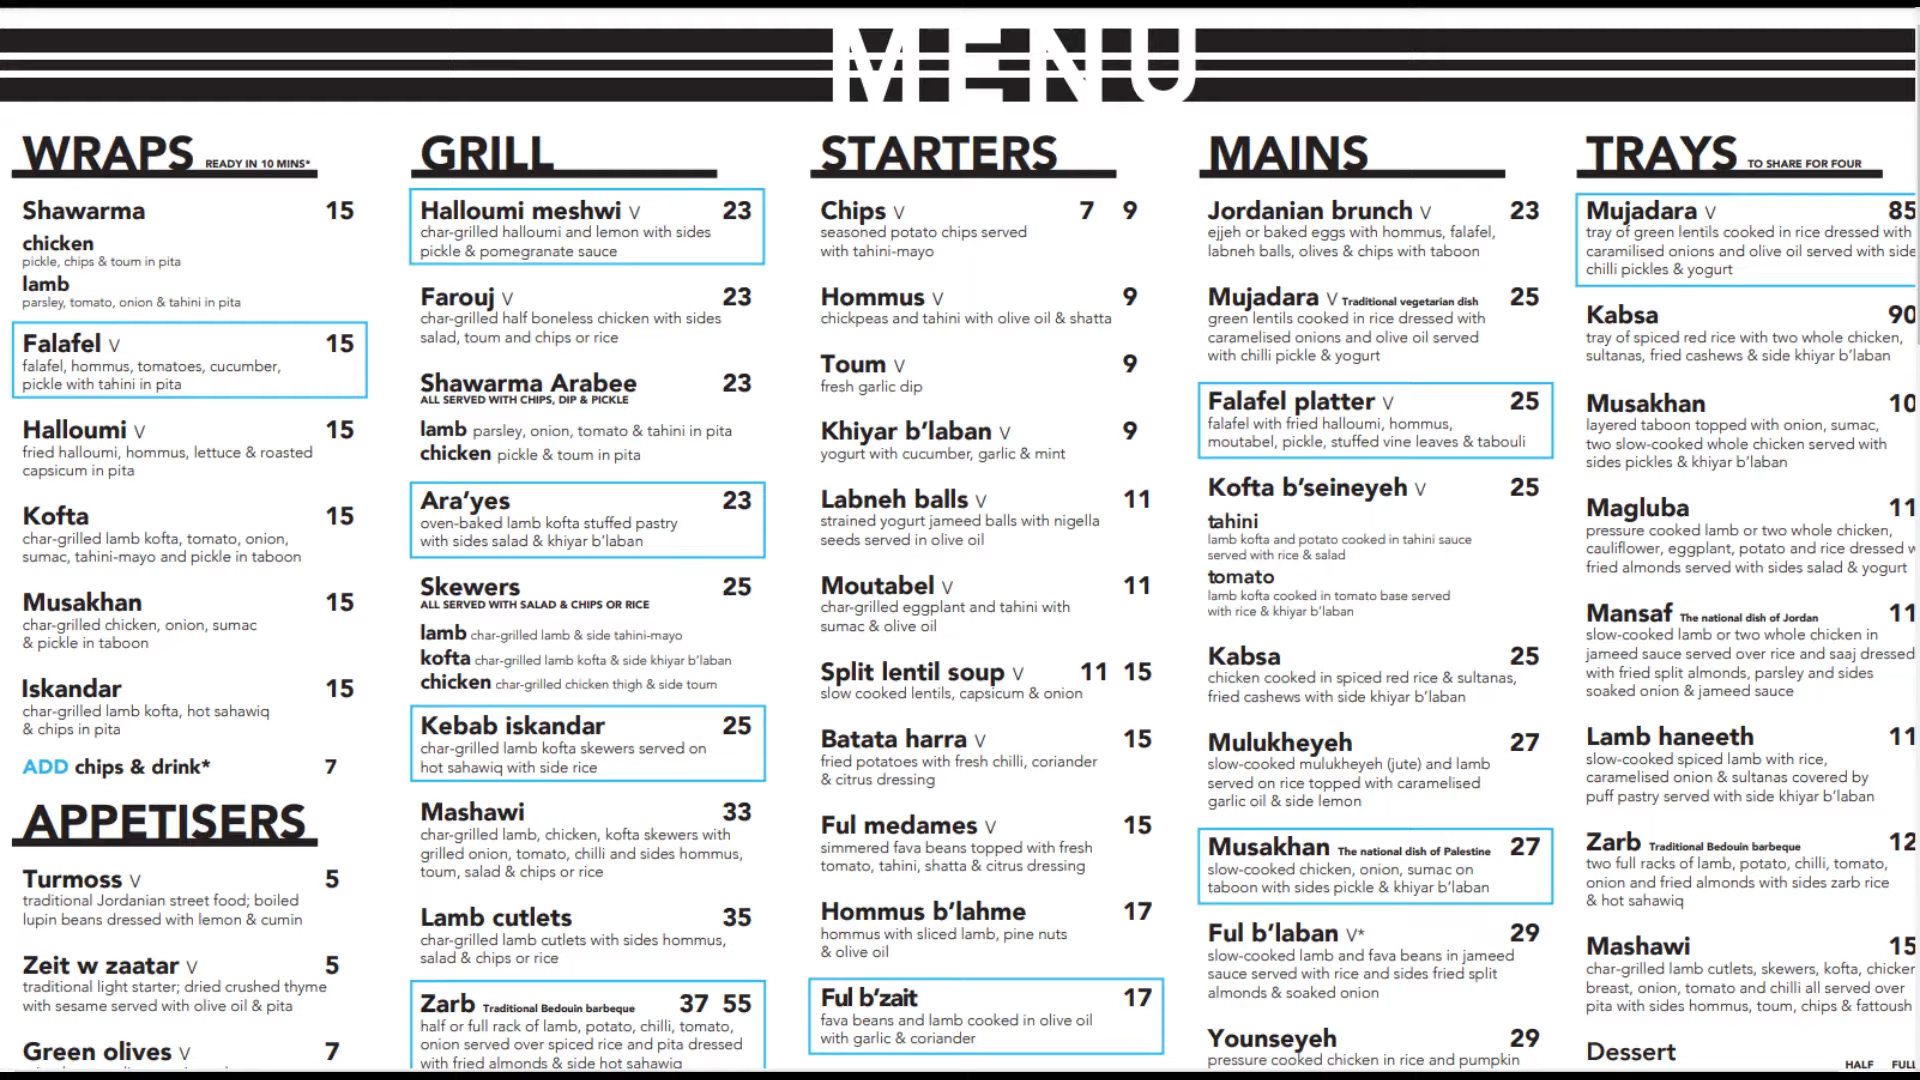 MENU
WRAPS READY IN 10 MINS*
Shawarma 15
chicken
pickle, chips & toum in pita
lamb
parsley, tomato, onion & tahini in pita
Falafel V 15
falafel, hommus, tomatoes, cucumber,
pickle with tahini in pita
Halloumi V 15
fried halloumi, hommus, lettuce & roasted
capsicum in pita
Kofta 15
char-grilled lamb kofta, tomato, onion,
sumac, tahini-mayo and pickle in taboon
Musakhan 15
char-grilled chicken, onion, sumac
& pickle in taboon
Iskandar 15
char-grilled lamb kofta, hot sahawiq
& chips in pita
ADD chips & drink* 7
APPETISERS
Turmoss V 5
traditional Jordanian street food; boiled
lupin beans dressed with lemon & cumin
Zeit w zaatar V 5
traditional light starter; dried crushed thyme
with sesame served with olive oil & pita
Green olives V 7
GRILL
Halloumi meshwi V 23
char-grilled halloumi and lemon with sides
pickle & pomegranate sauce
Farouj V 23
char-grilled half boneless chicken with sides
salad, toum and chips or rice
Shawarma Arabee 23
ALL SERVED WITH CHIPS, DIP & PICKLE
lamb parsley, onion, tomato & tahini in pita
chicken pickle & toum in pita
Ara'yes 23
oven-baked lamb kofta stuffed pastry
with sides salad & khiyar b'laban
Skewers 25
ALL SERVED WITH SALAD & CHIPS OR RICE
lamb char-grilled lamb & side tahini-mayo
kofta char-grilled lamb kofta & side khiyar b'laban
chicken char-grilled chicken thigh & side toum
Kebab iskandar 25
char-grilled lamb kofta skewers served on
hot sahawiq with side rice
Mashawi 33
char-grilled lamb, chicken, kofta skewers with
grilled onion, tomato, chilli and sides hommus,
toum, salad & chips or rice
Lamb cutlets 35
char-grilled lamb cutlets with sides hommus,
salad & chips or rice
Zarb Traditional Bedouin barbeque 37 55
half or full rack of lamb, potato, chilli, tomato,
onion served over spiced rice and pita dressed
with fried almonds & side hot sahawiq
STARTERS
Chips V 7 9
seasoned potato chips served
with tahini-mayo
Hommus V 9
chickpeas and tahini with olive oil & shatta
Toum V 9
fresh garlic dip
Khiyar b'laban V 9
yogurt with cucumber, garlic & mint
Labneh balls V 11
strained yogurt jameed balls with nigella
seeds served in olive oil
Moutabel V 11
char-grilled eggplant and tahini with
sumac & olive oil
Split lentil soup V 11 15
slow cooked lentils, capsicum & onion
Batata harra V 15
fried potatoes with fresh chilli, coriander
& citrus dressing
Ful medames V 15
simmered fava beans topped with fresh
tomato, tahini, shatta & citrus dressing
Hommus b'lahme 17
hommus with sliced lamb, pine nuts
& olive oil
Ful b'zait 17
fava beans and lamb cooked in olive oil
with garlic & coriander
MAINS
Jordanian brunch V 23
ejjeh or baked eggs with hommus, falafel,
labneh balls, olives & chips with taboon
Mujadara V Traditional vegetarian dish 25
green lentils cooked in rice dressed with
caramelised onions and olive oil served
with chilli pickle & yogurt
Falafel platter V 25
falafel with fried halloumi, hommus,
moutabel, pickle, stuffed vine leaves & tabouli
Kofta b'seineyeh V 25
tahini
lamb kofta and potato cooked in tahini sauce
served with rice & salad
tomato
lamb kofta cooked in tomato base served
with rice & khiyar b'laban
Kabsa 25
chicken cooked in spiced red rice & sultanas,
fried cashews with side khiyar b'laban
Mulukheyeh 27
slow-cooked mulukheyeh (jute) and lamb
served on rice topped with caramelised
garlic oil & side lemon
Musakhan The national dish of Palestine 27
slow-cooked chicken, onion, sumac on
taboon with sides pickle & khiyar b'laban
Ful b'laban V* 29
slow-cooked lamb and fava beans in jameed
sauce served with rice and sides fried split
almonds & soaked onion
Younseyeh 29
pressure cooked chicken in rice and pumpkin
TRAYS TO SHARE FOR FOUR
Mujadara V 85
tray of green lentils cooked in rice dressed with
caramilised onions and olive oil served with side
chilli pickles & yogurt
Kabsa 90
tray of spiced red rice with two whole chicken,
sultanas, fried cashews & side khiyar b'laban
Musakhan 10
layered taboon topped with onion, sumac,
two slow-cooked whole chicken served with
sides pickles & khiyar b'laban
Magluba 11
pressure cooked lamb or two whole chicken,
cauliflower, eggplant, potato and rice dressed w
fried almonds served with sides salad & yogurt
Mansaf The national dish of Jordan 11
slow-cooked lamb or two whole chicken in
jameed sauce served over rice and saaj dressed
with fried split almonds, parsley and sides
soaked onion & jameed sauce
Lamb haneeth 11
slow-cooked spiced lamb with rice,
caramelised onion & sultanas covered by
puff pastry served with side khiyar b'laban
Zarb Traditional Bedouin barbeque 12
two full racks of lamb, potato, chilli, tomato,
onion and fried almonds with sides zarb rice
& hot sahawiq
Mashawi 15
char-grilled lamb cutlets, skewers, kofta, chicken
breast, onion, tomato and chilli all served over
pita with sides hommus, toum, chips & fattoush
Dessert
HALF FULL